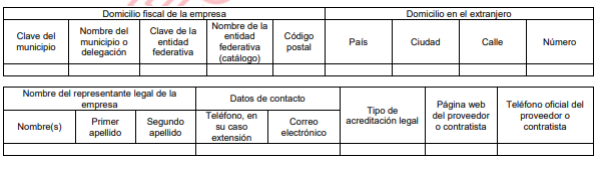 Domicilio fiscal de la empresa
Domicilio en el extranjero
Clave del municipio
Nombre del municipio o delegación
Clave de la entidad federativa
Nombre de la entidad federativa (catálogo)
Código postal
País
Ciudad
Calle
Número
Nombre del representante legal de la empresa
Datos de contacto
Tipo de acreditación legal
Página web del proveedor o contratista
Teléfono oficial del proveedor o contratista
Nombre(s)
Primer apellido
Segundo apellido
Teléfono, en su caso extensión
Correo electrónico